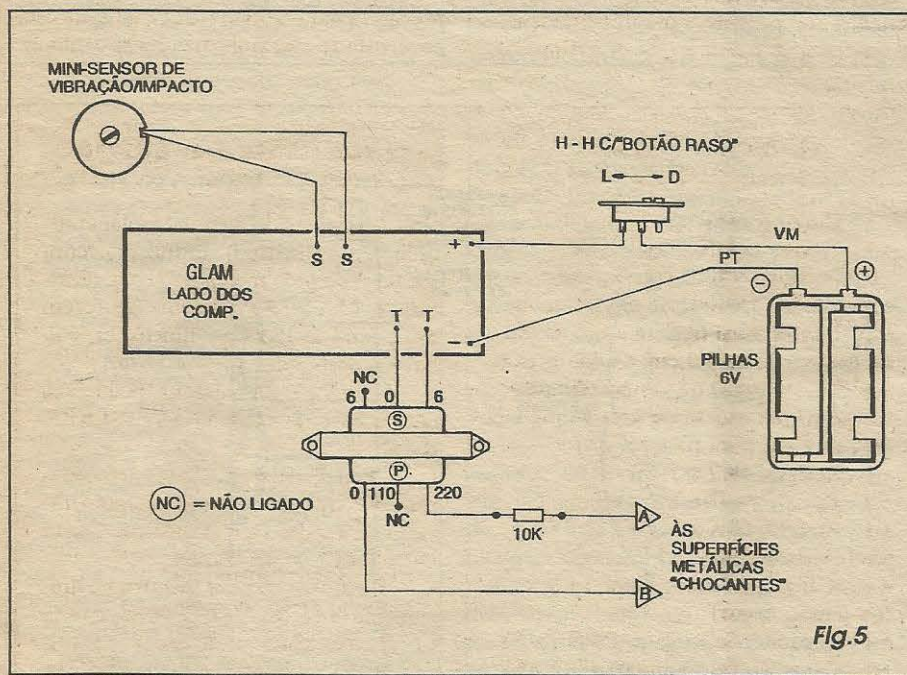 MINI-SENSOR DE
VIBRAÇÃO/IMPACTO
H - H C/"BOTÃO RASO"
L D
S S
+
VM
PT
GLAM
LADO DOS
COMP.
T T
-
- +
PILHAS
6V
NC
6 0 6
S
P
0 110 220
NC
NC = NÃO LIGADO
10K
A
B
ÀS
SUPERFÍCIES
METÁLICAS
"CHOCANTES"
Fig.5